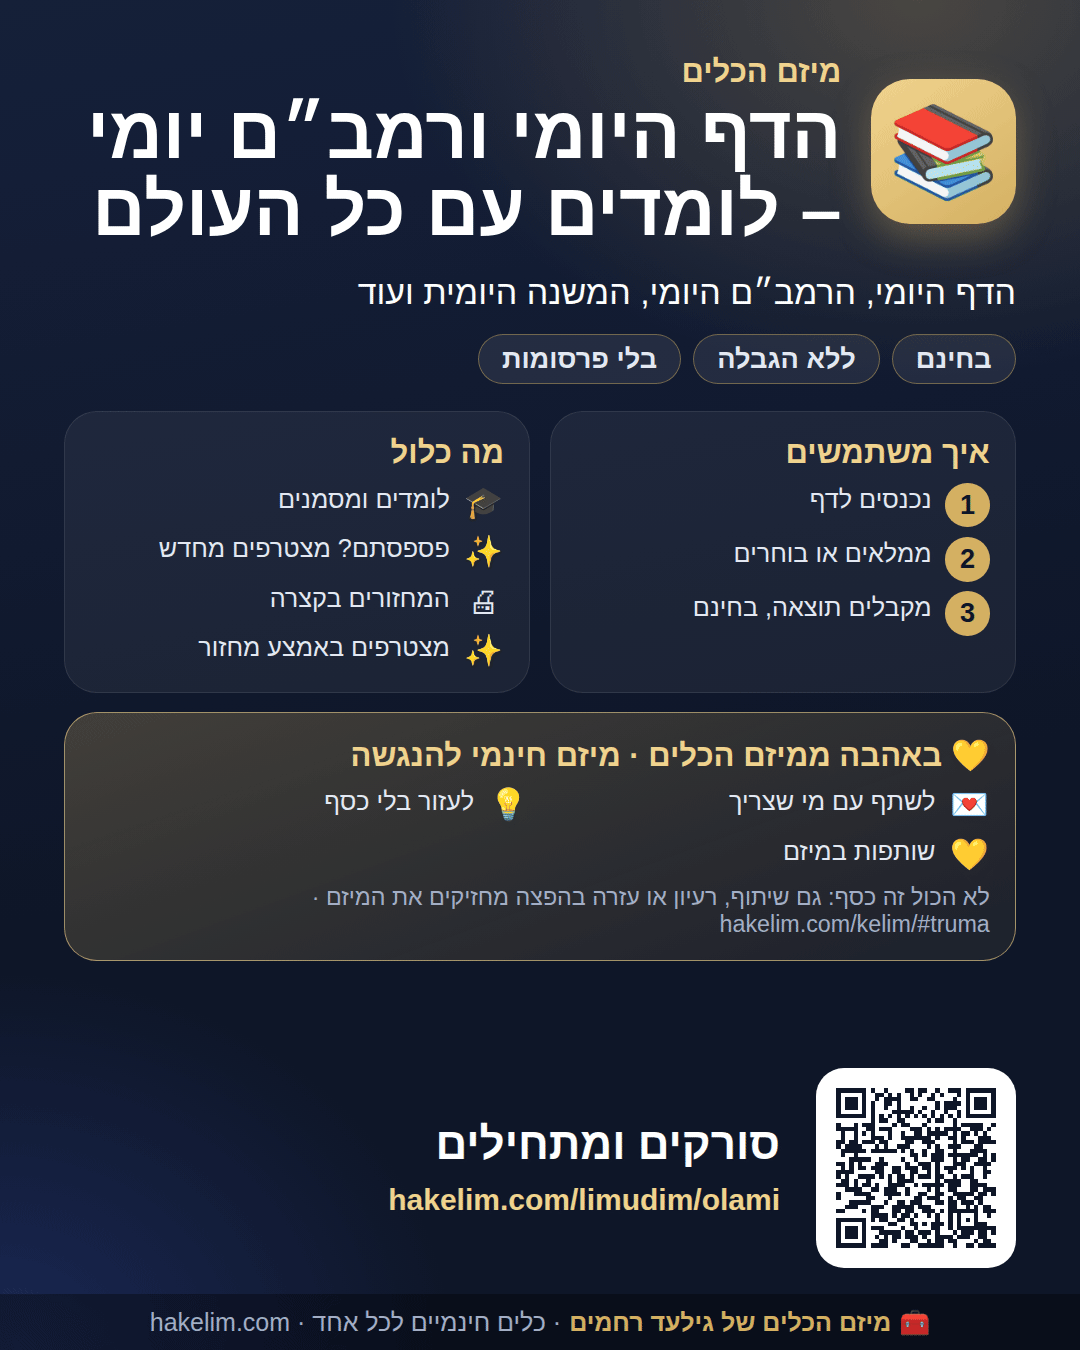 מיזם הכלים
הדף היומי ורמב״ם יומי
– לומדים עם כל העולם
הדף היומי, הרמב״ם היומי, המשנה היומית ועוד
בחינם
ללא הגבלה
בלי פרסומות
איך משתמשים
1 נכנסים לדף
2 ממלאים או בוחרים
3 מקבלים תוצאה, בחינם
מה כלול
לומדים ומסמנים
פספסתם? מצטרפים מחדש
המחזורים בקצרה
מצטרפים באמצע מחזור
באהבה ממיזם הכלים · מיזם חינמי להנגשה
לשתף עם מי שצריך
לעזור בלי כסף
שותפות במיזם
לא הכול זה כסף: גם שיתוף, רעיון או עזרה בהפצה מחזיקים את המיזם ·
hakelim.com/kelim/#truma
סורקים ומתחילים
hakelim.com/limudim/olami
מיזם הכלים של גילעד רחמים · כלים חינמיים לכל אחד · hakelim.com